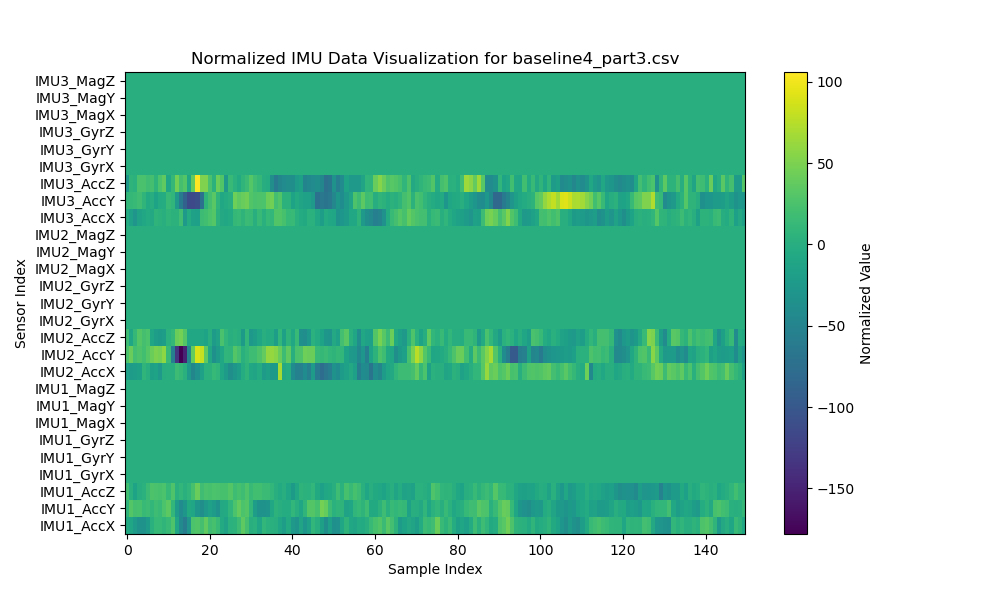 Normalized IMU Data Visualization for baseline4_part3.csv
IMU3_MagZ
IMU3_MagY
IMU3_MagX
IMU3_GyrZ
IMU3_GyrY
IMU3_GyrX
IMU3_AccZ
IMU3_AccY
IMU3_AccX
IMU2_MagZ
IMU2_MagY
IMU2_MagX
IMU2_GyrZ
IMU2_GyrY
IMU2_GyrX
IMU2_AccZ
IMU2_AccY
IMU2_AccX
IMU1_MagZ
IMU1_MagY
IMU1_MagX
IMU1_GyrZ
IMU1_GyrY
IMU1_GyrX
IMU1_AccZ
IMU1_AccY
IMU1_AccX
Sensor Index
0 20 40 60 80 100 120 140
Sample Index
100
50
0
−50
−100
−150
Normalized Value